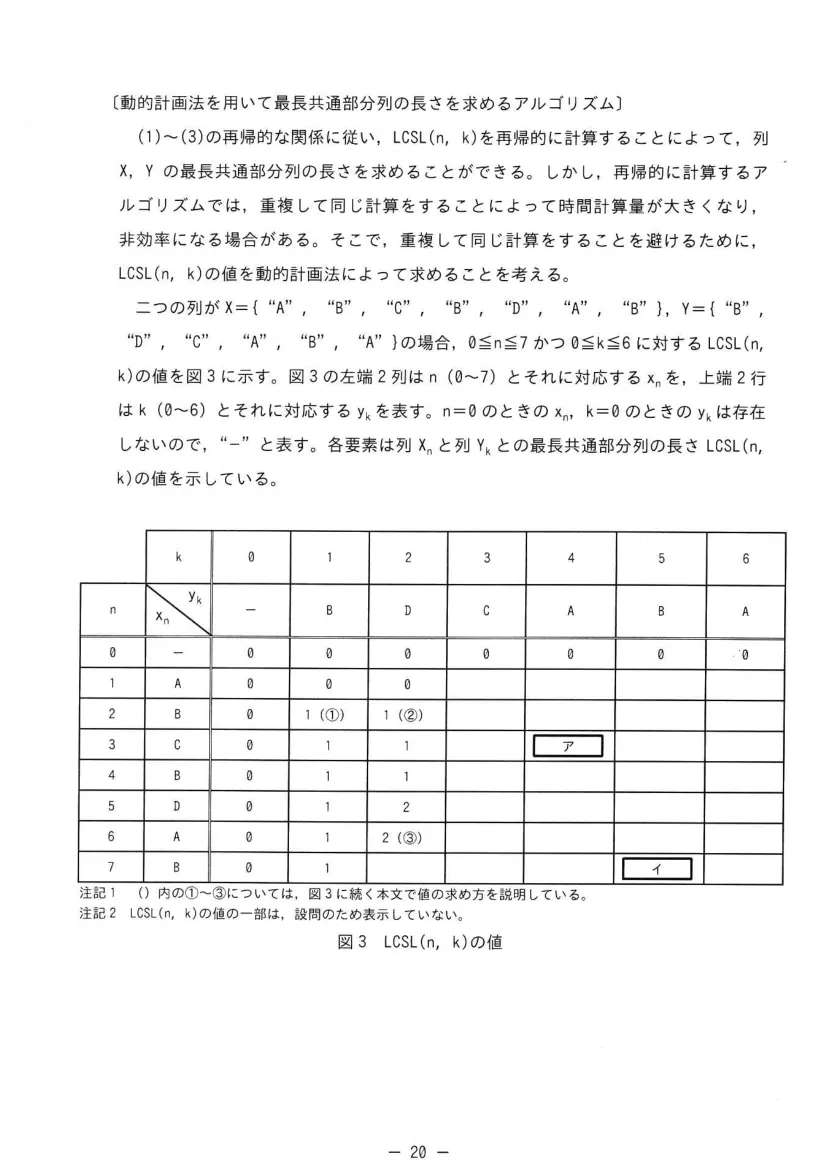 〔動的計画法を用いて最長共通部分列の長さを求めるアルゴリズム〕
(1)～(3)の再帰的な関係に従い，LCSL(n, k)を再帰的に計算することによって，列
X，Y の最長共通部分列の長さを求めることができる。しかし，再帰的に計算するア
ルゴリズムでは，重複して同じ計算をすることによって時間計算量が大きくなり，
非効率になる場合がある。そこで，重複して同じ計算をすることを避けるために，
LCSL(n, k)の値を動的計画法によって求めることを考える。
二つの列が X＝{ “A”， “B”， “C”， “B”， “D”， “A”， “B” }，Y＝{ “B”，
“D”， “C”， “A”， “B”， “A” }の場合，0≦n≦7 かつ 0≦k≦6 に対する LCSL(n,
k)の値を図 3 に示す。図 3 の左端 2 列は n（0～7）とそれに対応する xnを，上端 2 行
は k（0～6）とそれに対応する ykを表す。n＝0 のときの xn，k＝0 のときの ykは存在
しないので，“－”と表す。各要素は列 Xnと列 Ykとの最長共通部分列の長さ LCSL(n,
k)の値を示している。
k 0 1 2 3 4 5 6
n xn yk － B D C A B A
0 － 0 0 0 0 0 0 0
1 A 0 0 0
2 B 0 1（①） 1（②）
3 C 0 1 1 ア
4 B 0 1 1
5 D 0 1 2
6 A 0 1 2（③）
7 B 0 1 イ
注記 1 （）内の①～③については，図 3 に続く本文で値の求め方を説明している。
注記 2 LCSL(n, k)の値の一部は，設問のため表示していない。
図 3 LCSL(n, k)の値
－ 20 －